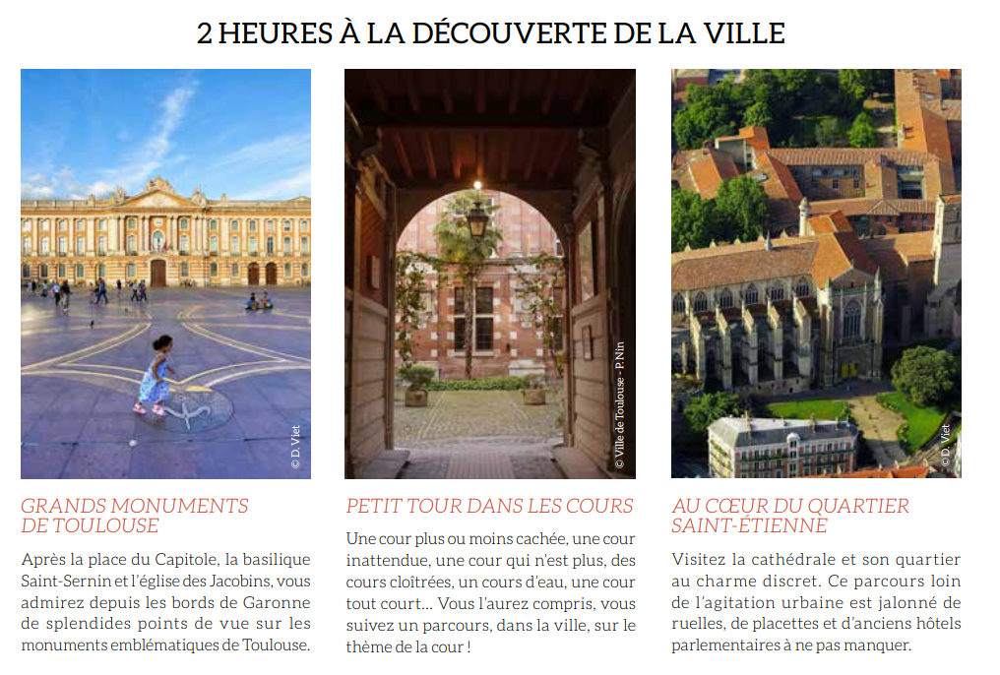 2 HEURES À LA DÉCOUVERTE DE LA VILLE
© D. Viet
© Ville de Toulouse - P. Nin
© D. Viet
GRANDS MONUMENTS
DE TOULOUSE
Après la place du Capitole, la basilique
Saint-Sernin et l’église des Jacobins, vous
admirez depuis les bords de Garonne
de splendides points de vue sur les
monuments emblématiques de Toulouse.
PETIT TOUR DANS LES COURS
Une cour plus ou moins cachée, une cour
inattendue, une cour qui n’est plus, des
cours cloîtrées, un cours d’eau, une cour
tout court... Vous l’aurez compris, vous
suivez un parcours, dans la ville, sur le
thème de la cour !
AU CŒUR DU QUARTIER
SAINT-ÉTIENNE
Visitez la cathédrale et son quartier
au charme discret. Ce parcours loin
de l’agitation urbaine est jalonné de
ruelles, de placettes et d’anciens hôtels
parlementaires à ne pas manquer.